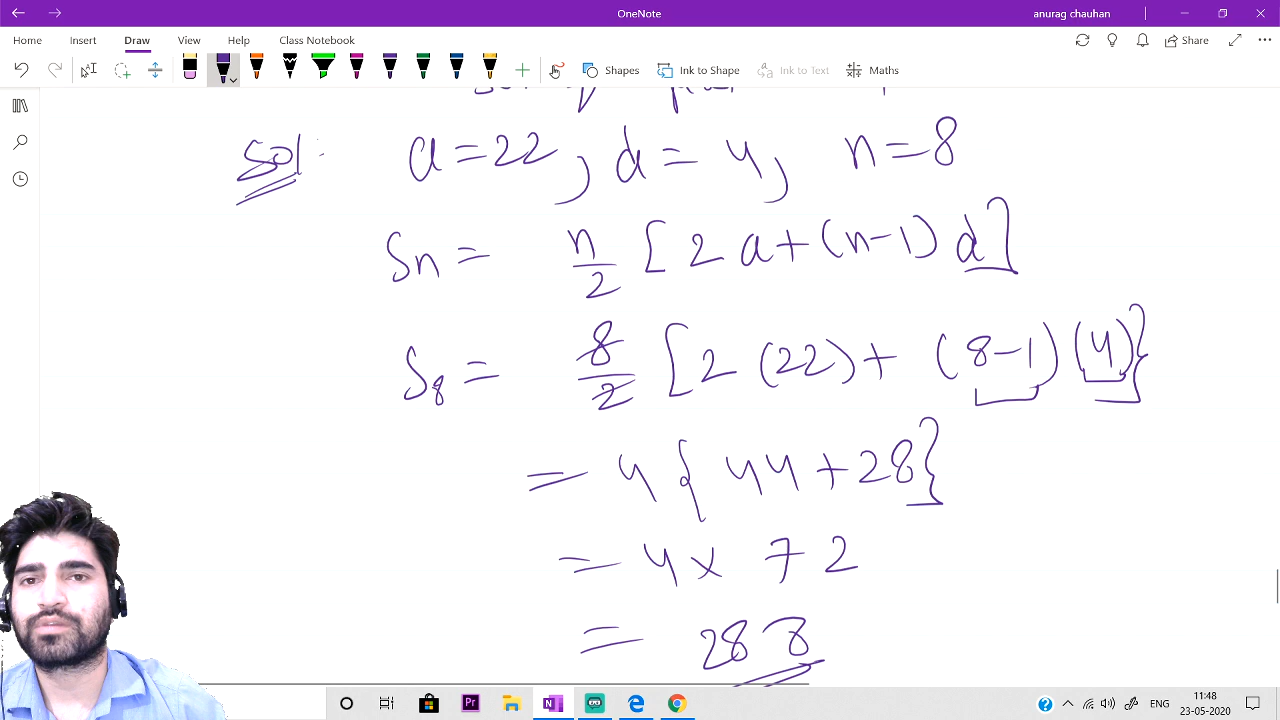 OneNote
anurag chauhan
Home Insert Draw View Help Class Notebook
Share
Shapes Ink to Shape Ink to Text Maths
Sol: a=22, d=4, n=8
Sn = n/2 [2a+(n-1)d]
S8 = 8/2 [2(22)+(8-1)(4)}
= 4{44+28}
= 4x72
= 288
Pr
N
ENG
11:48
23-05-2020